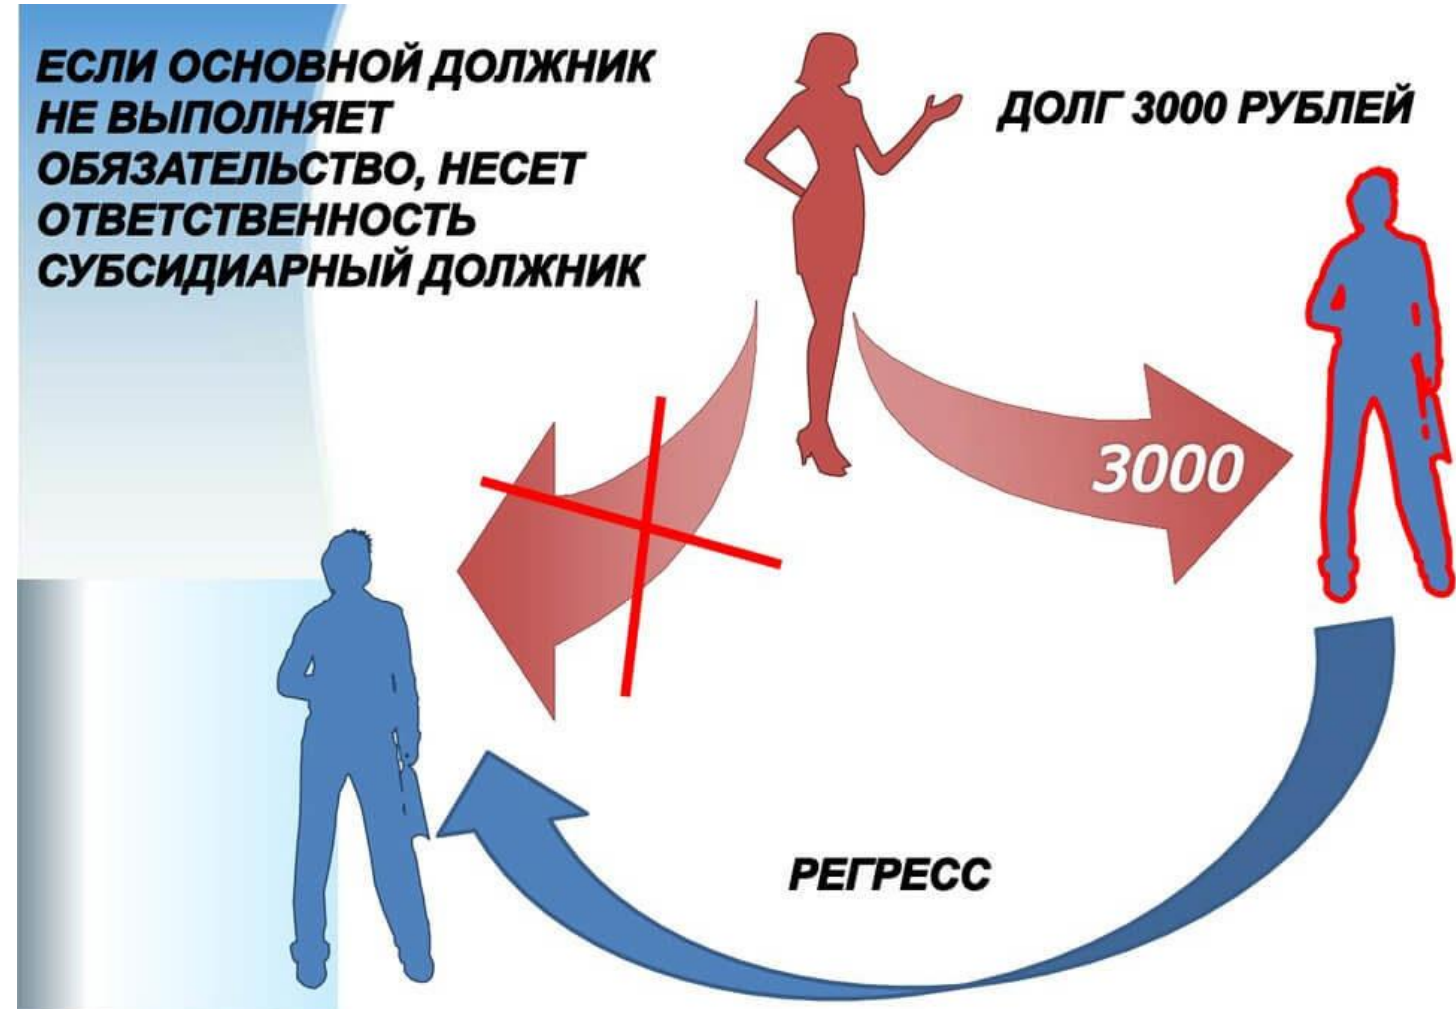 ЕСЛИ ОСНОВНОЙ ДОЛЖНИК
НЕ ВЫПОЛНЯЕТ
ОБЯЗАТЕЛЬСТВО, НЕСЕТ
ОТВЕТСТВЕННОСТЬ
СУБСИДИАРНЫЙ ДОЛЖНИК
ДОЛГ 3000 РУБЛЕЙ
3000
РЕГРЕСС